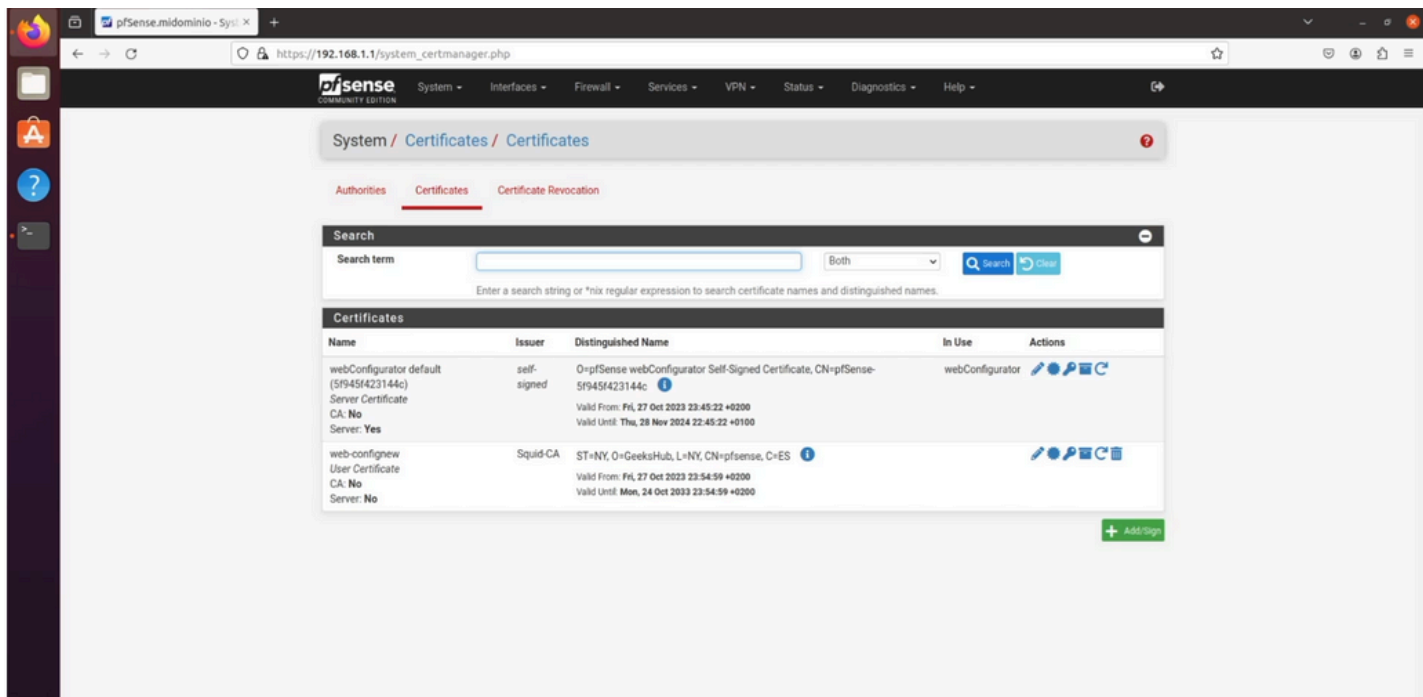 pfSense.midominio - Syst
https://192.168.1.1/system_certmanager.php
pfsense
COMMUNITY EDITION
System
Interfaces
Firewall
Services
VPN
Status
Diagnostics
Help
System / Certificates / Certificates
Authorities
Certificates
Certificate Revocation
Search
Search term
Both
Search
Clear
Enter a search string or *nix regular expression to search certificate names and distinguished names.
Certificates
Name
Issuer
Distinguished Name
In Use
Actions
webConfigurator default
(5f945f423144c)
Server Certificate
CA: No
Server: Yes
self-
signed
O=pfSense webConfigurator Self-Signed Certificate, CN=pfSense-
5f945f423144c
Valid From: Fri, 27 Oct 2023 23:45:22 +0200
Valid Until: Thu, 28 Nov 2024 22:45:22 +0100
webConfigurator
web-confignew
User Certificate
CA: No
Server: No
Squid-CA
ST=NY, O=GeeksHub, L=NY, CN=pfsense, C=ES
Valid From: Fri, 27 Oct 2023 23:54:59 +0200
Valid Until: Mon, 24 Oct 2033 23:54:59 +0200
Add/Sign